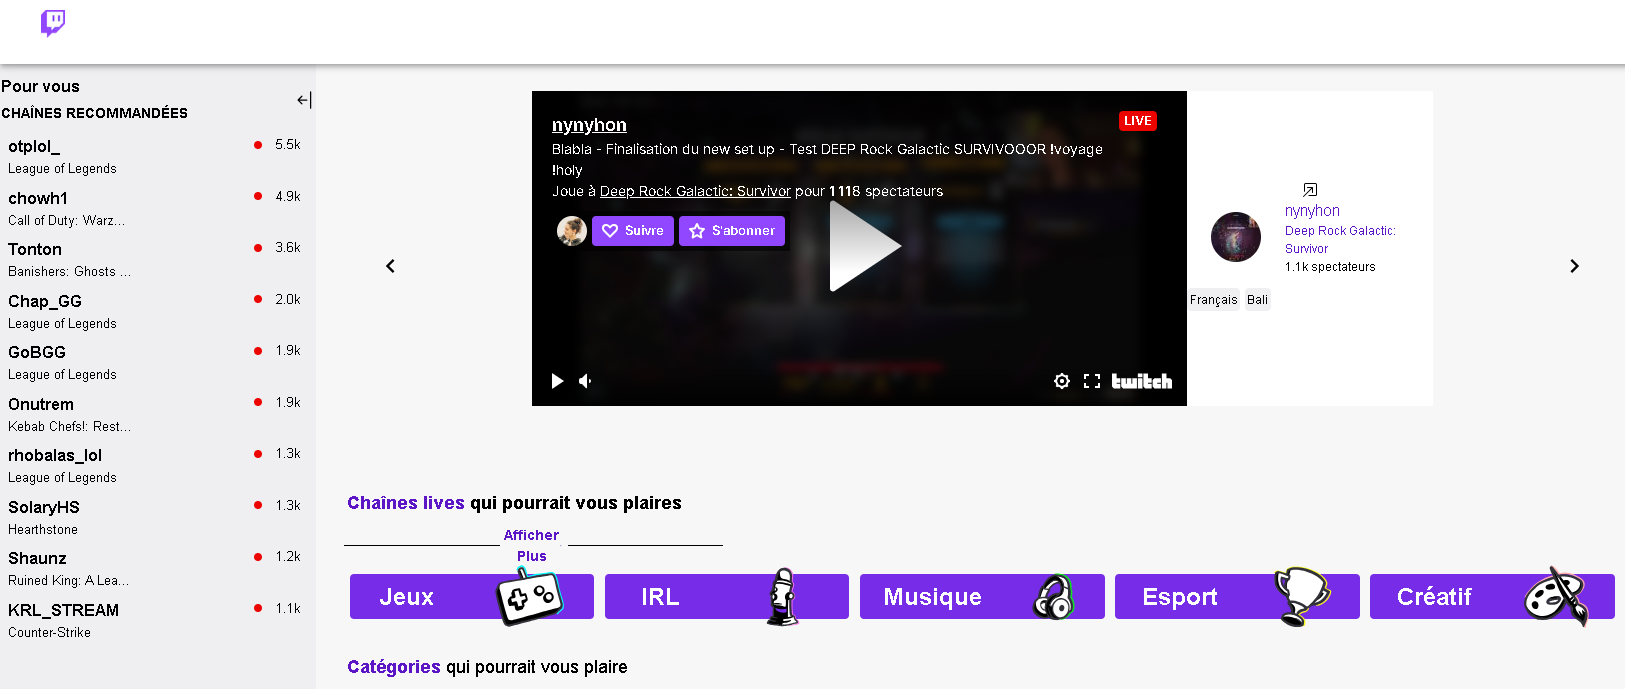 Pour vous
CHAÎNES RECOMMANDÉES
otplol_ 5.5k
League of Legends
chowh1 4.9k
Call of Duty: Warz...
Tonton 3.6k
Banishers: Ghosts ...
Chap_GG 2.0k
League of Legends
GoBGG 1.9k
League of Legends
Onutrem 1.9k
Kebab Chefs!: Rest...
rhobalas_lol 1.3k
League of Legends
SolaryHS 1.3k
Hearthstone
Shaunz 1.2k
Ruined King: A Lea...
KRL_STREAM 1.1k
Counter-Strike
nynyhon
LIVE
Blabla - Finalisation du new set up - Test DEEP Rock Galactic SURVIVOOOR !voyage
!holy
Joue à Deep Rock Galactic: Survivor pour 1 118 spectateurs
Suivre
S'abonner
twitch
nynyhon
Deep Rock Galactic:
Survivor
1.1k spectateurs
Français Bali
Chaînes lives qui pourrait vous plaires
Afficher
Plus
Jeux
IRL
Musique
Esport
Créatif
Catégories qui pourrait vous plaire